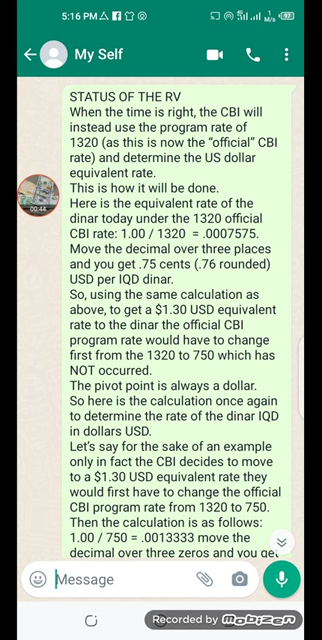 5:16 PM
My Self
STATUS OF THE RV
When the time is right, the CBI will
instead use the program rate of
1320 (as this is now the "official" CBI
rate) and determine the US dollar
equivalent rate.
This is how it will be done.
Here is the equivalent rate of the
dinar today under the 1320 official
CBI rate: 1.00 / 1320  = .0007575.
Move the decimal over three places
and you get .75 cents (.76 rounded)
USD per IQD dinar.
So, using the same calculation as
above, to get a $1.30 USD equivalent
rate to the dinar the official CBI
program rate would have to change
first from the 1320 to 750 which has
NOT occurred.
The pivot point is always a dollar.
So here is the calculation once again
to determine the rate of the dinar IQD
in dollars USD.
Let's say for the sake of an example
only in fact the CBI decides to move
to a $1.30 USD equivalent rate they
would first have to change the official
CBI program rate from 1320 to 750.
Then the calculation is as follows:
1.00 / 750 = .0013333 move the
decimal over three zeros and you get
00:44
Message
Recorded by mobizen